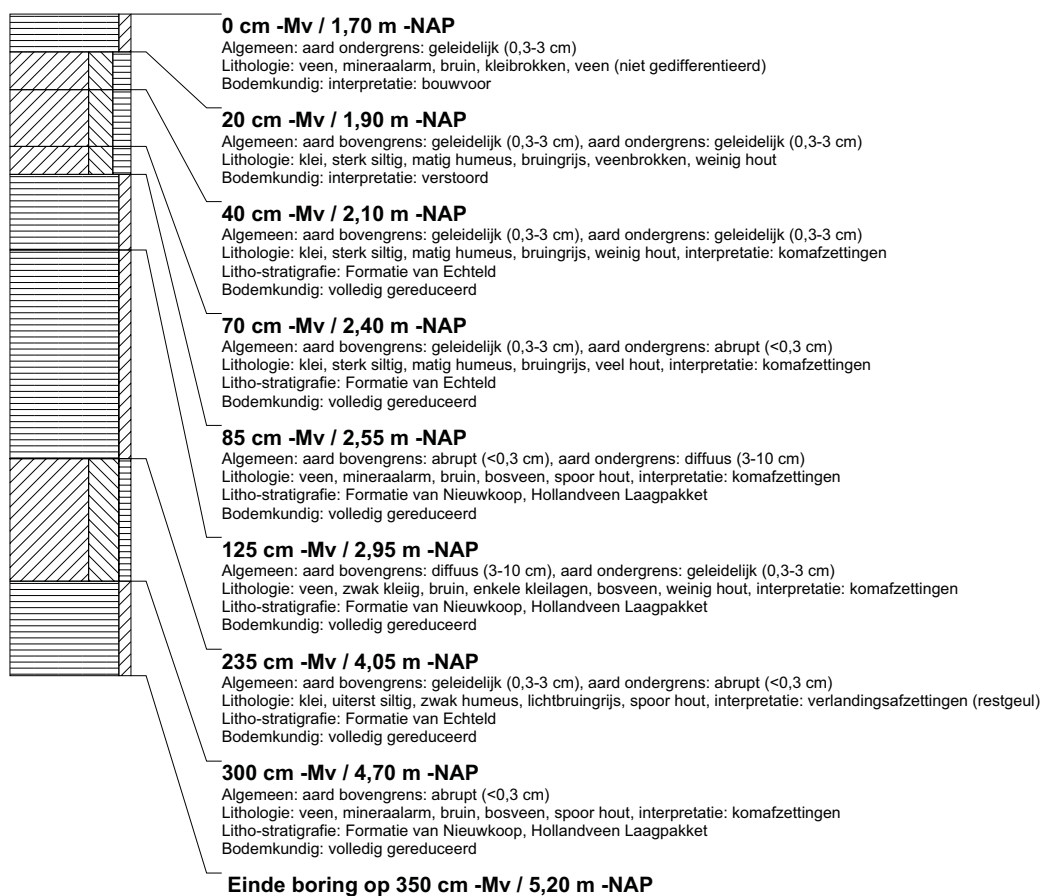 0 cm -Mv / 1,70 m -NAP
Algemeen: aard ondergrens: geleidelijk (0,3-3 cm)
Lithologie: veen, mineraalarm, bruin, kleibrokken, veen (niet gedifferentieerd)
Bodemkundig: interpretatie: bouwvoor
20 cm -Mv / 1,90 m -NAP
Algemeen: aard bovengrens: geleidelijk (0,3-3 cm), aard ondergrens: geleidelijk (0,3-3 cm)
Lithologie: klei, sterk siltig, matig humeus, bruingrijs, veenbrokken, weinig hout
Bodemkundig: interpretatie: verstoord
40 cm -Mv / 2,10 m -NAP
Algemeen: aard bovengrens: geleidelijk (0,3-3 cm), aard ondergrens: geleidelijk (0,3-3 cm)
Lithologie: klei, sterk siltig, matig humeus, bruingrijs, weinig hout, interpretatie: komafzettingen
Litho-stratigrafie: Formatie van Echteld
Bodemkundig: volledig gereduceerd
70 cm -Mv / 2,40 m -NAP
Algemeen: aard bovengrens: geleidelijk (0,3-3 cm), aard ondergrens: abrupt (<0,3 cm)
Lithologie: klei, sterk siltig, matig humeus, bruingrijs, veel hout, interpretatie: komafzettingen
Litho-stratigrafie: Formatie van Echteld
Bodemkundig: volledig gereduceerd
85 cm -Mv / 2,55 m -NAP
Algemeen: aard bovengrens: abrupt (<0,3 cm), aard ondergrens: diffuus (3-10 cm)
Lithologie: veen, mineraalarm, bruin, bosveen, spoor hout, interpretatie: komafzettingen
Litho-stratigrafie: Formatie van Nieuwkoop, Hollandveen Laagpakket
Bodemkundig: volledig gereduceerd
125 cm -Mv / 2,95 m -NAP
Algemeen: aard bovengrens: diffuus (3-10 cm), aard ondergrens: geleidelijk (0,3-3 cm)
Lithologie: veen, zwak kleiig, bruin, enkele kleilagen, bosveen, weinig hout, interpretatie: komafzettingen
Litho-stratigrafie: Formatie van Nieuwkoop, Hollandveen Laagpakket
Bodemkundig: volledig gereduceerd
235 cm -Mv / 4,05 m -NAP
Algemeen: aard bovengrens: geleidelijk (0,3-3 cm), aard ondergrens: abrupt (<0,3 cm)
Lithologie: klei, uiterst siltig, zwak humeus, lichtbruingrijs, spoor hout, interpretatie: verlandingsafzettingen (restgeul)
Litho-stratigrafie: Formatie van Echteld
Bodemkundig: volledig gereduceerd
300 cm -Mv / 4,70 m -NAP
Algemeen: aard bovengrens: abrupt (<0,3 cm)
Lithologie: veen, mineraalarm, bruin, bosveen, spoor hout, interpretatie: komafzettingen
Litho-stratigrafie: Formatie van Nieuwkoop, Hollandveen Laagpakket
Bodemkundig: volledig gereduceerd
Einde boring op 350 cm -Mv / 5,20 m -NAP